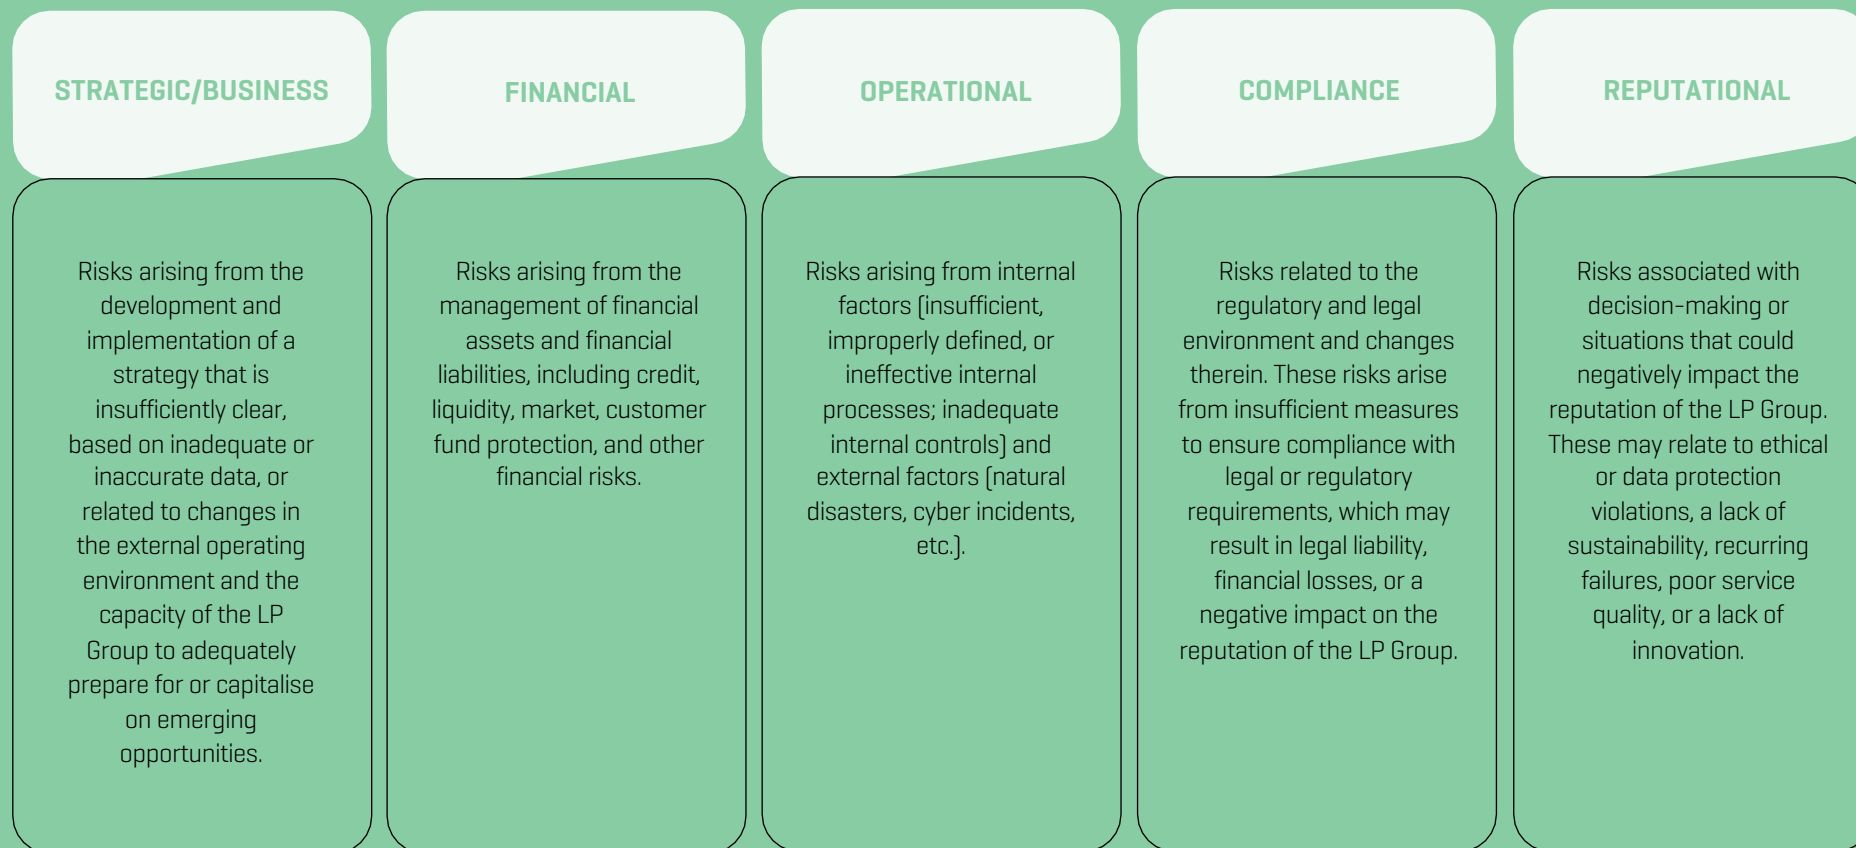 STRATEGIC/BUSINESS
Risks arising from the
development and
implementation of a
strategy that is
insufficiently clear,
based on inadequate or
inaccurate data, or
related to changes in
the external operating
environment and the
capacity of the LP
Group to adequately
prepare for or capitalise
on emerging
opportunities.
FINANCIAL
Risks arising from the
management of financial
assets and financial
liabilities, including credit,
liquidity, market, customer
fund protection, and other
financial risks.
OPERATIONAL
Risks arising from internal
factors (insufficient,
improperly defined, or
ineffective internal
processes; inadequate
internal controls) and
external factors (natural
disasters, cyber incidents,
etc.).
COMPLIANCE
Risks related to the
regulatory and legal
environment and changes
therein. These risks arise
from insufficient measures
to ensure compliance with
legal or regulatory
requirements, which may
result in legal liability,
financial losses, or a
negative impact on the
reputation of the LP Group.
REPUTATIONAL
Risks associated with
decision-making or
situations that could
negatively impact the
reputation of the LP Group.
These may relate to ethical
or data protection
violations, a lack of
sustainability, recurring
failures, poor service
quality, or a lack of
innovation.